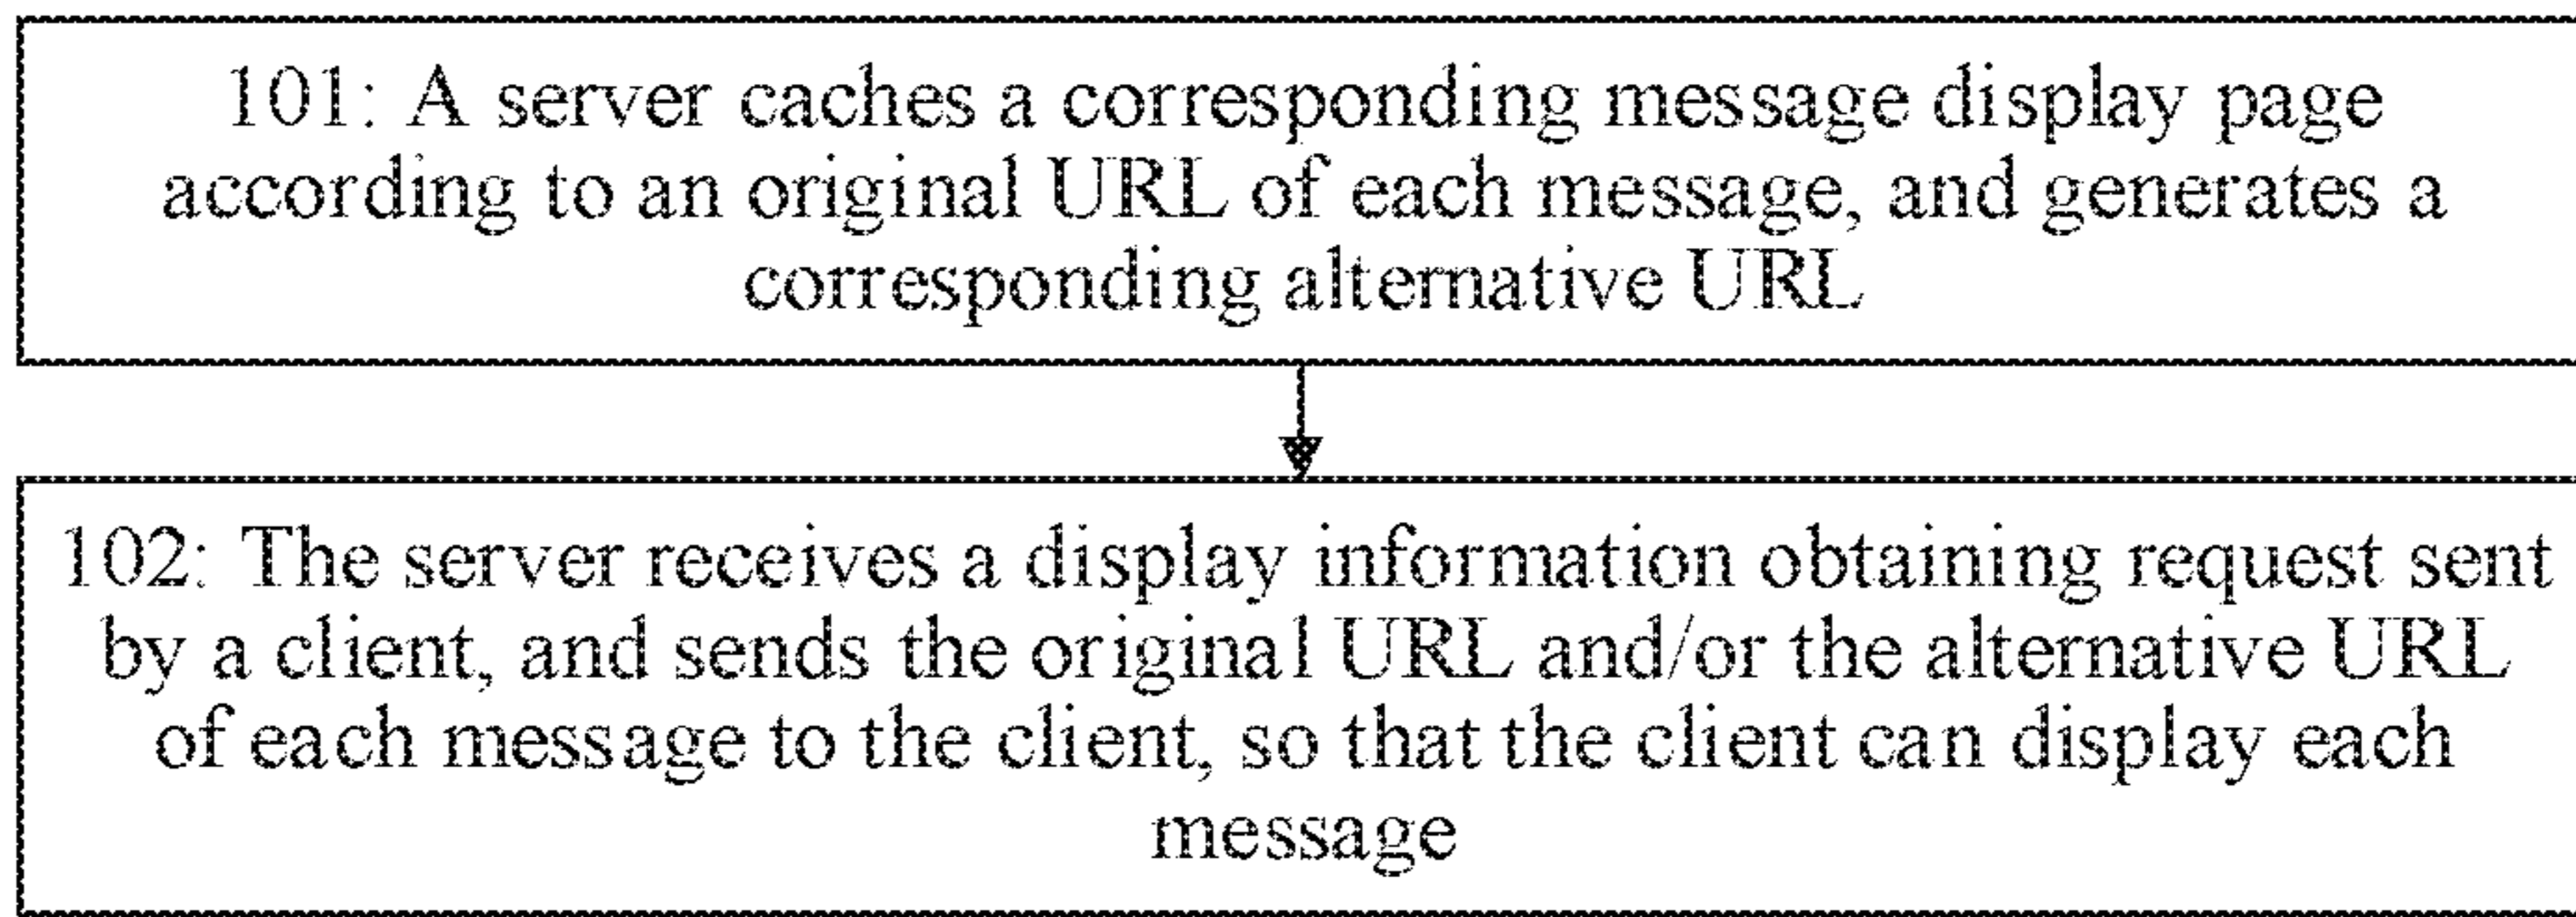 101: A server caches a corresponding message display page
according to an original URL of each message, and generates a
corresponding alternative URL
102: The server receives a display information obtaining request sent
by a client, and sends the original URL and/or the alternative URL
of each message to the client, so that the client can display each
message